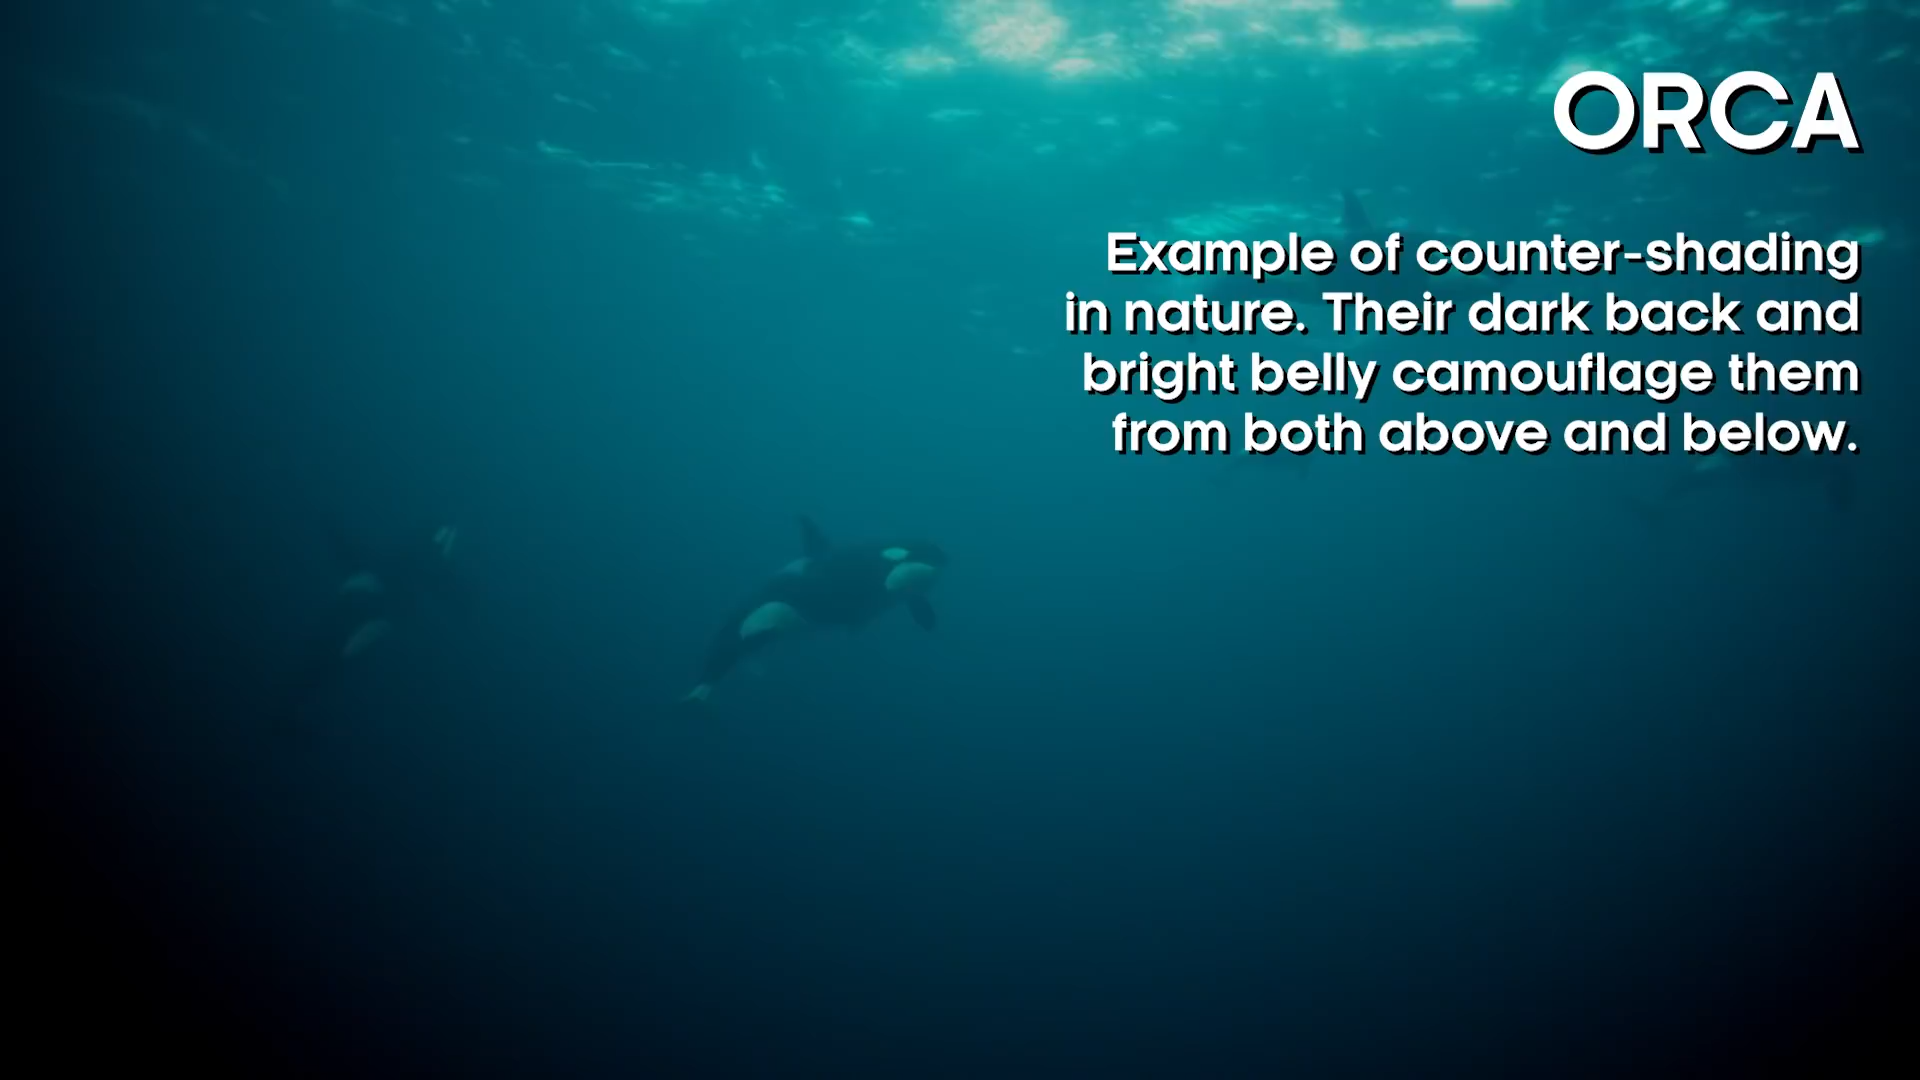 ORCA
Example of counter-shading
in nature. Their dark back and
bright belly camouflage them
from both above and below.